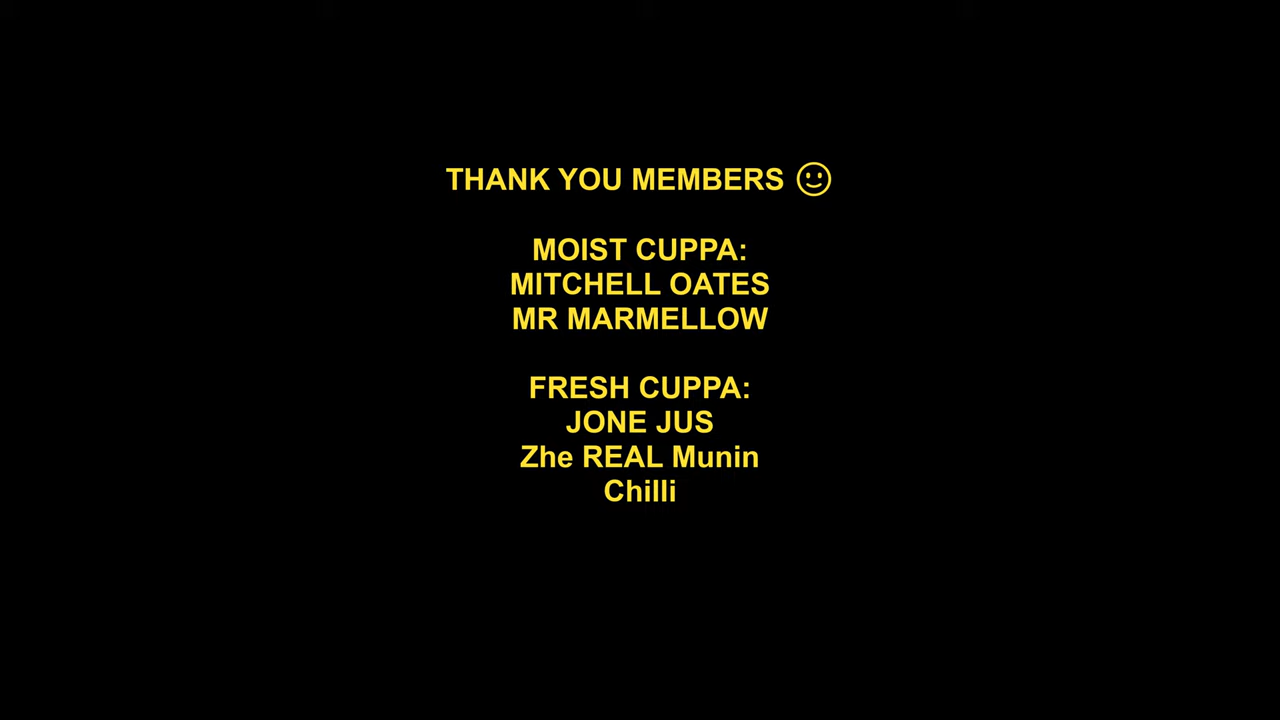 THANK YOU MEMBERS ☺
MOIST CUPPA:
MITCHELL OATES
MR MARMELLOW
FRESH CUPPA:
JONE JUS
Zhe REAL Munin
Chilli